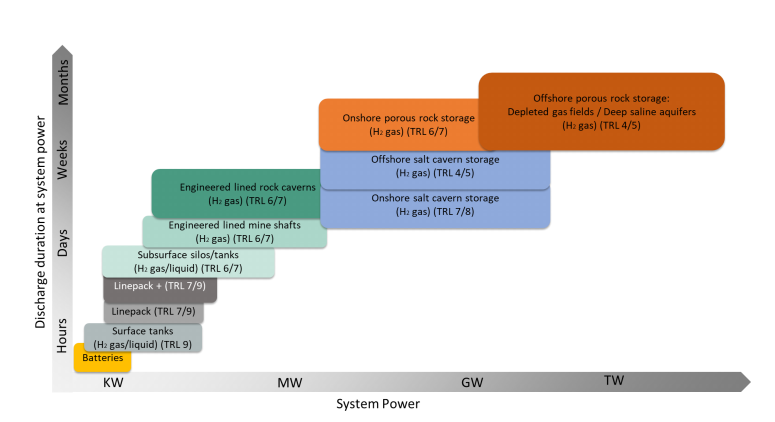 Discharge duration at system power
Months
Weeks
Days
Hours
Offshore porous rock storage:
Depleted gas fields / Deep saline aquifers
(H₂ gas) (TRL 4/5)
Onshore porous rock storage
(H₂ gas) (TRL 6/7)
Offshore salt cavern storage
(H₂ gas) (TRL 4/5)
Onshore salt cavern storage
(H₂ gas) (TRL 7/8)
Engineered lined rock caverns
(H₂ gas) (TRL 6/7)
Engineered lined mine shafts
(H₂ gas) (TRL 6/7)
Subsurface silos/tanks
(H₂ gas/liquid) (TRL 6/7)
Linepack + (TRL 7/9)
Linepack (TRL 7/9)
Surface tanks
(H₂ gas/liquid) (TRL 9)
Batteries
KW
MW
GW
TW
System Power